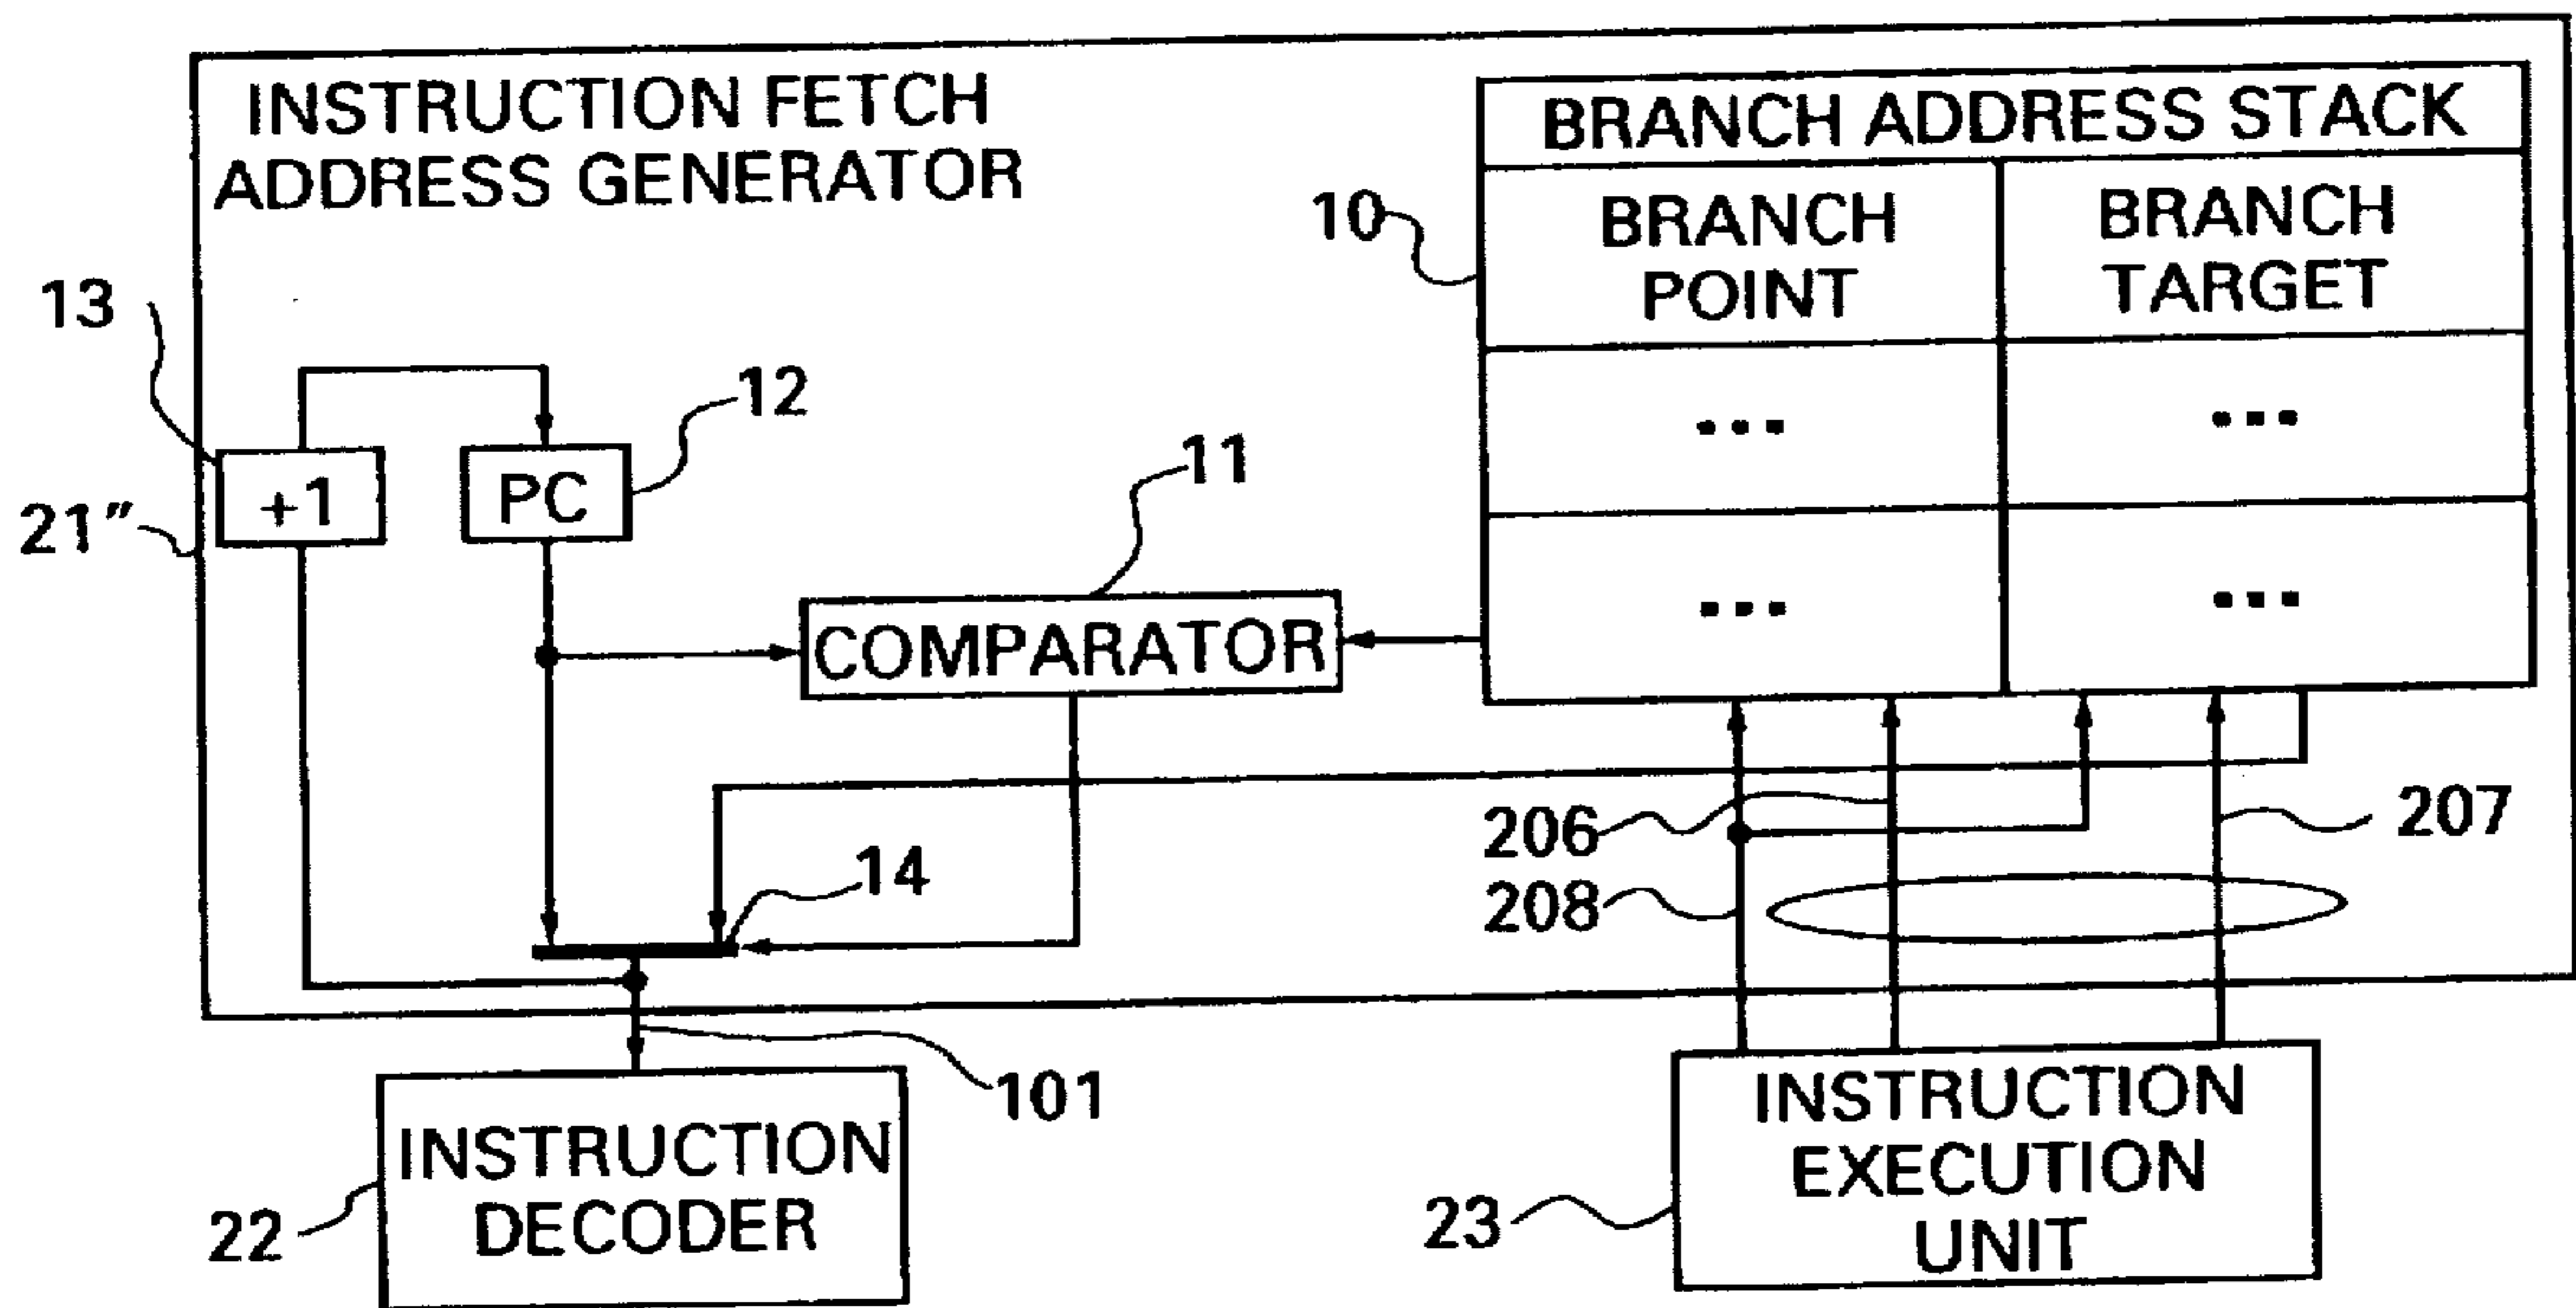 INSTRUCTION FETCH
ADDRESS GENERATOR
BRANCH ADDRESS STACK
10
BRANCH
POINT
BRANCH
TARGET
13
12
+1
PC
11
21″
...
...
COMPARATOR
...
...
206
207
14
208
101
INSTRUCTION
DECODER
22
INSTRUCTION
EXECUTION
UNIT
23